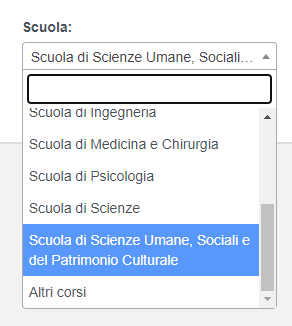 Scuola:
Scuola di Scienze Umane, Sociali...
Scuola di Ingegneria
Scuola di Medicina e Chirurgia
Scuola di Psicologia
Scuola di Scienze
Scuola di Scienze Umane, Sociali e
del Patrimonio Culturale
Altri corsi